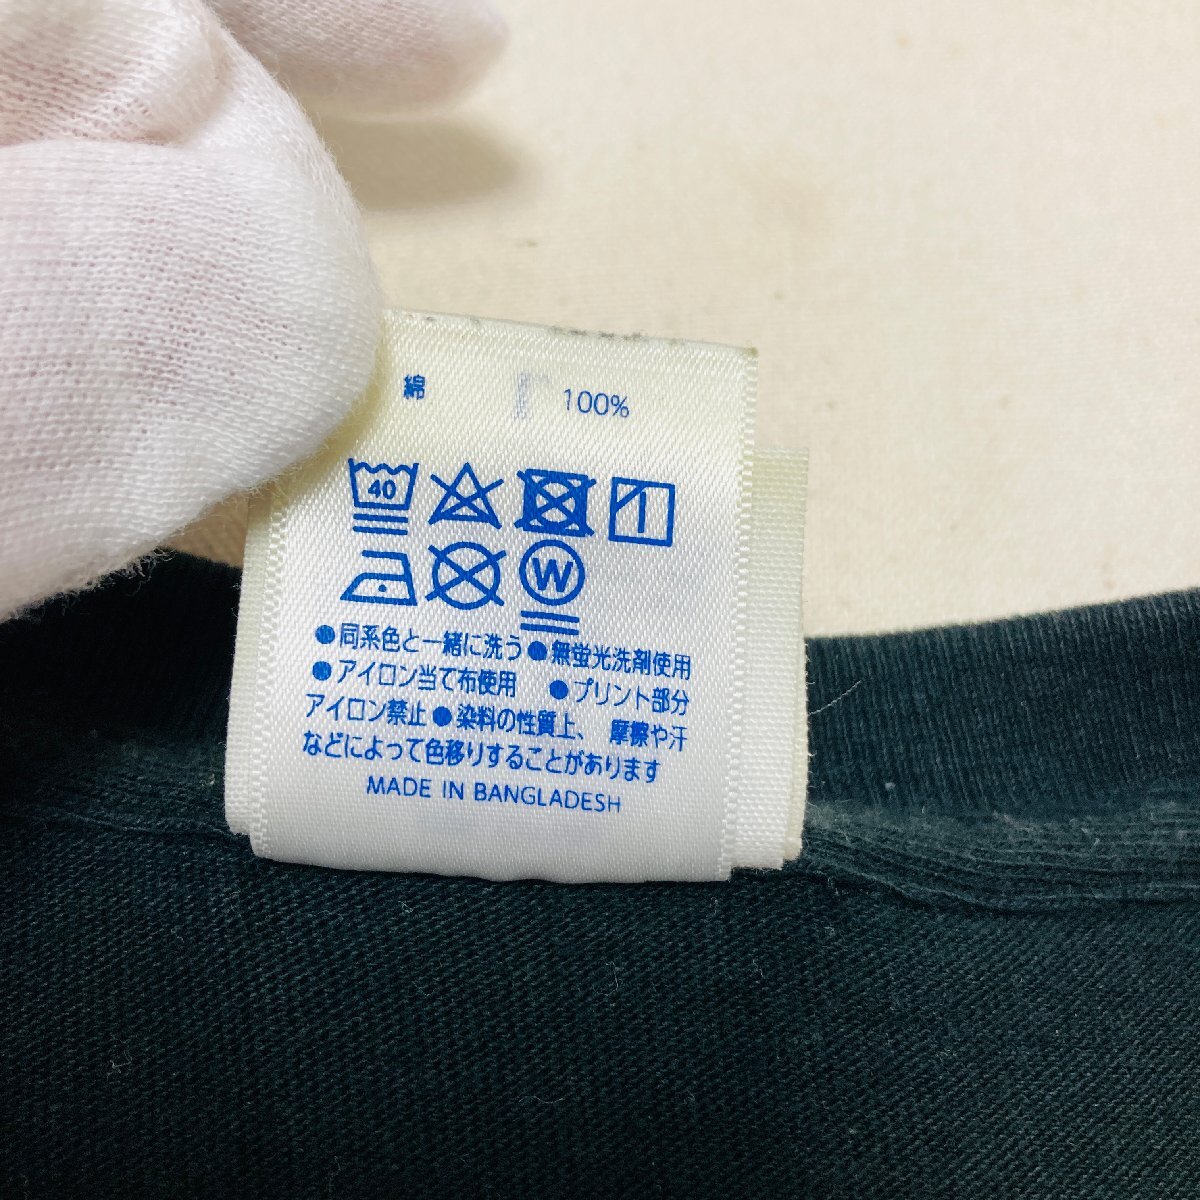 綿 100%
40
W
●同系色と一緒に洗う●無蛍光洗剤使用
●アイロン当て布使用 ●プリント部分
アイロン禁止●染料の性質上、摩擦や汗
などによって色移りすることがあります
MADE IN BANGLADESH